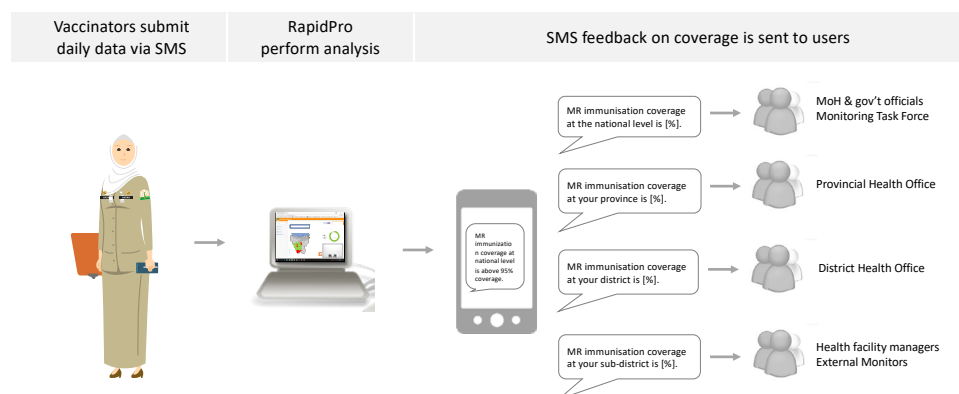 Vaccinators submit
daily data via SMS
RapidPro
perform analysis
SMS feedback on coverage is sent to users
MR immunisation coverage
at the national level is [%].
MoH & gov't officials
Monitoring Task Force
MR immunisation coverage
at your province is [%].
Provincial Health Office
MR
immunizatio
n coverage at
national level
is above 95%
coverage.
MR immunisation coverage
at your district is [%].
District Health Office
MR immunisation coverage
at your sub-district is [%].
Health facility managers
External Monitors